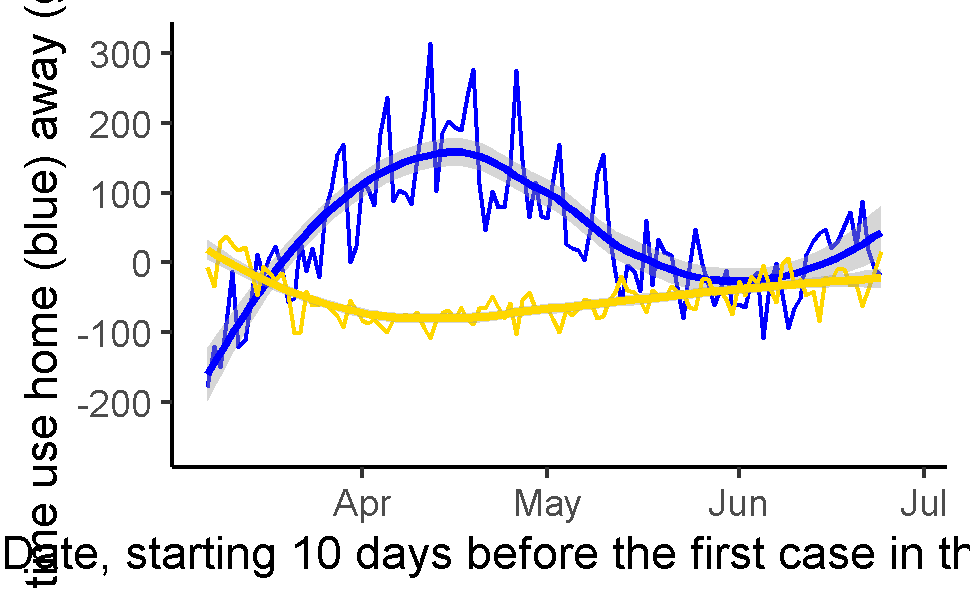 time use home (blue) away (
300
200
100
0
-100
-200
Apr May Jun Jul
Date, starting 10 days before the first case in th